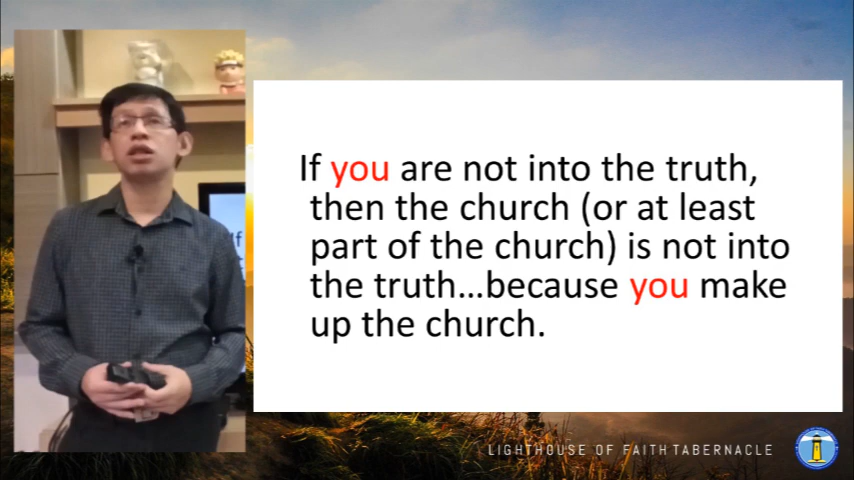 If you are not into the truth,
then the church (or at least
part of the church) is not into
the truth...because you make
up the church.
LIGHTHOUSE OF FAITH TABERNACLE
If